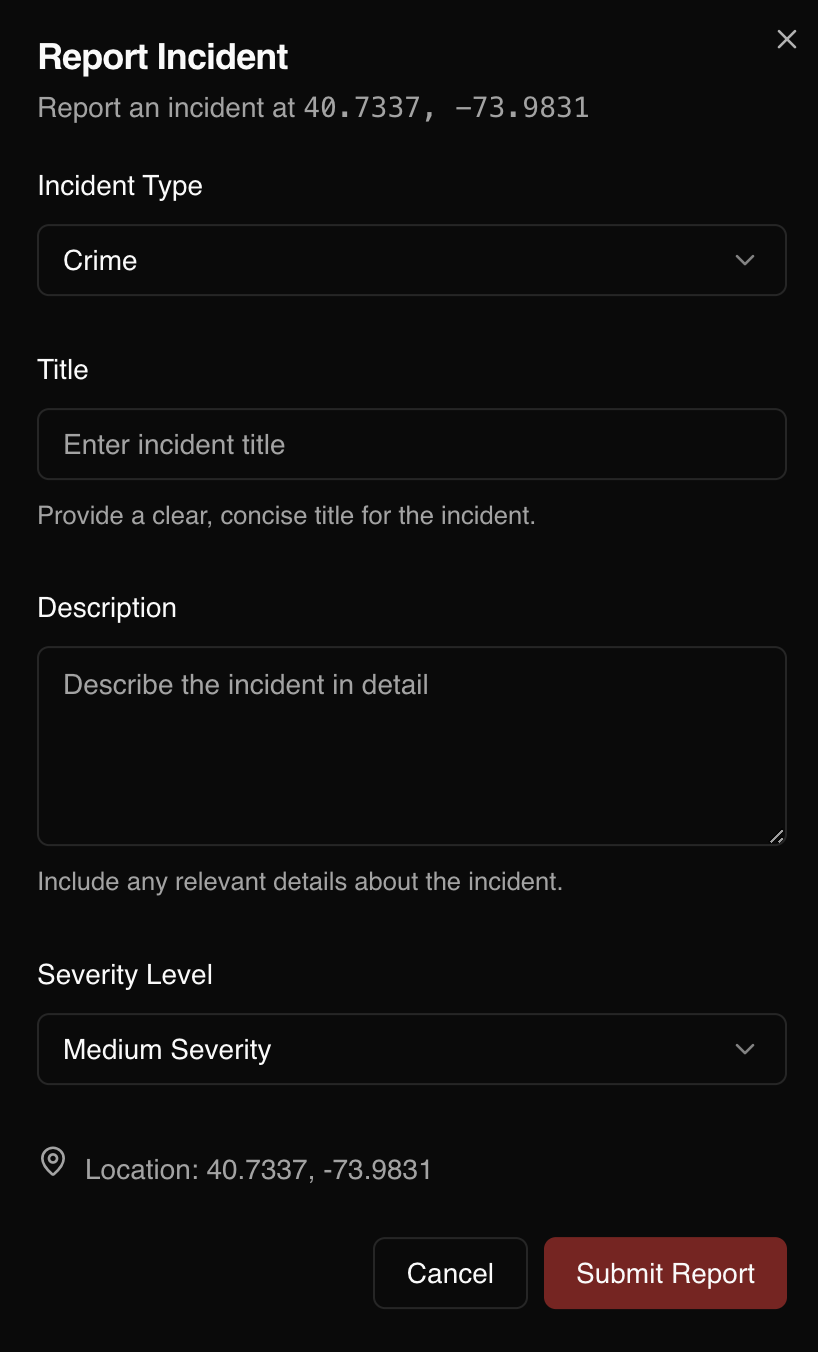 Report Incident
Report an incident at 40.7337, -73.9831
Incident Type
Crime
Title
Enter incident title
Provide a clear, concise title for the incident.
Description
Describe the incident in detail
Include any relevant details about the incident.
Severity Level
Medium Severity
Location: 40.7337, -73.9831
Cancel
Submit Report